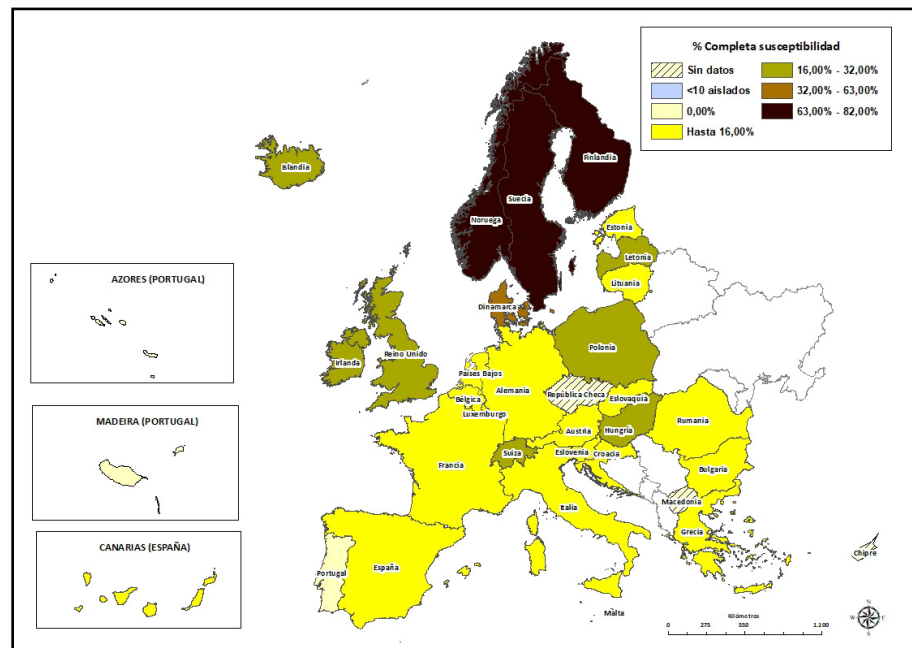 % Completa susceptibilidad
Sin datos
<10 aislados
0,00%
Hasta 16,00%
16,00% - 32,00%
32,00% - 63,00%
63,00% - 82,00%
Islandia
Finlandia
Suecia
Noruega
Estonia
Letonia
Lituania
Dinamarca
AZORES (PORTUGAL)
Irlanda
Reino Unido
Países Bajos
Polonia
Alemania
República Checa
Bélgica
Luxemburgo
Eslovaquia
MADEIRA (PORTUGAL)
Austria
Hungría
Rumania
Suiza
Eslovenia
Croacia
Francia
Bulgaria
Italia
Macedonia
Grecia
CANARIAS (ESPAÑA)
Chipre
Portugal
España
Malta
Kilómetros
0 275 550 1.100
N
W E
S